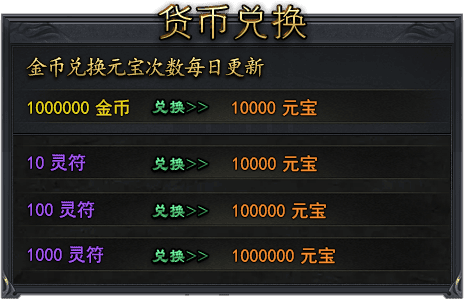 货币兑换
金币兑换元宝次数每日更新
1000000 金币 兑换>> 10000 元宝
10 灵符 兑换>> 10000 元宝
100 灵符 兑换>> 100000 元宝
1000 灵符 兑换>> 1000000 元宝